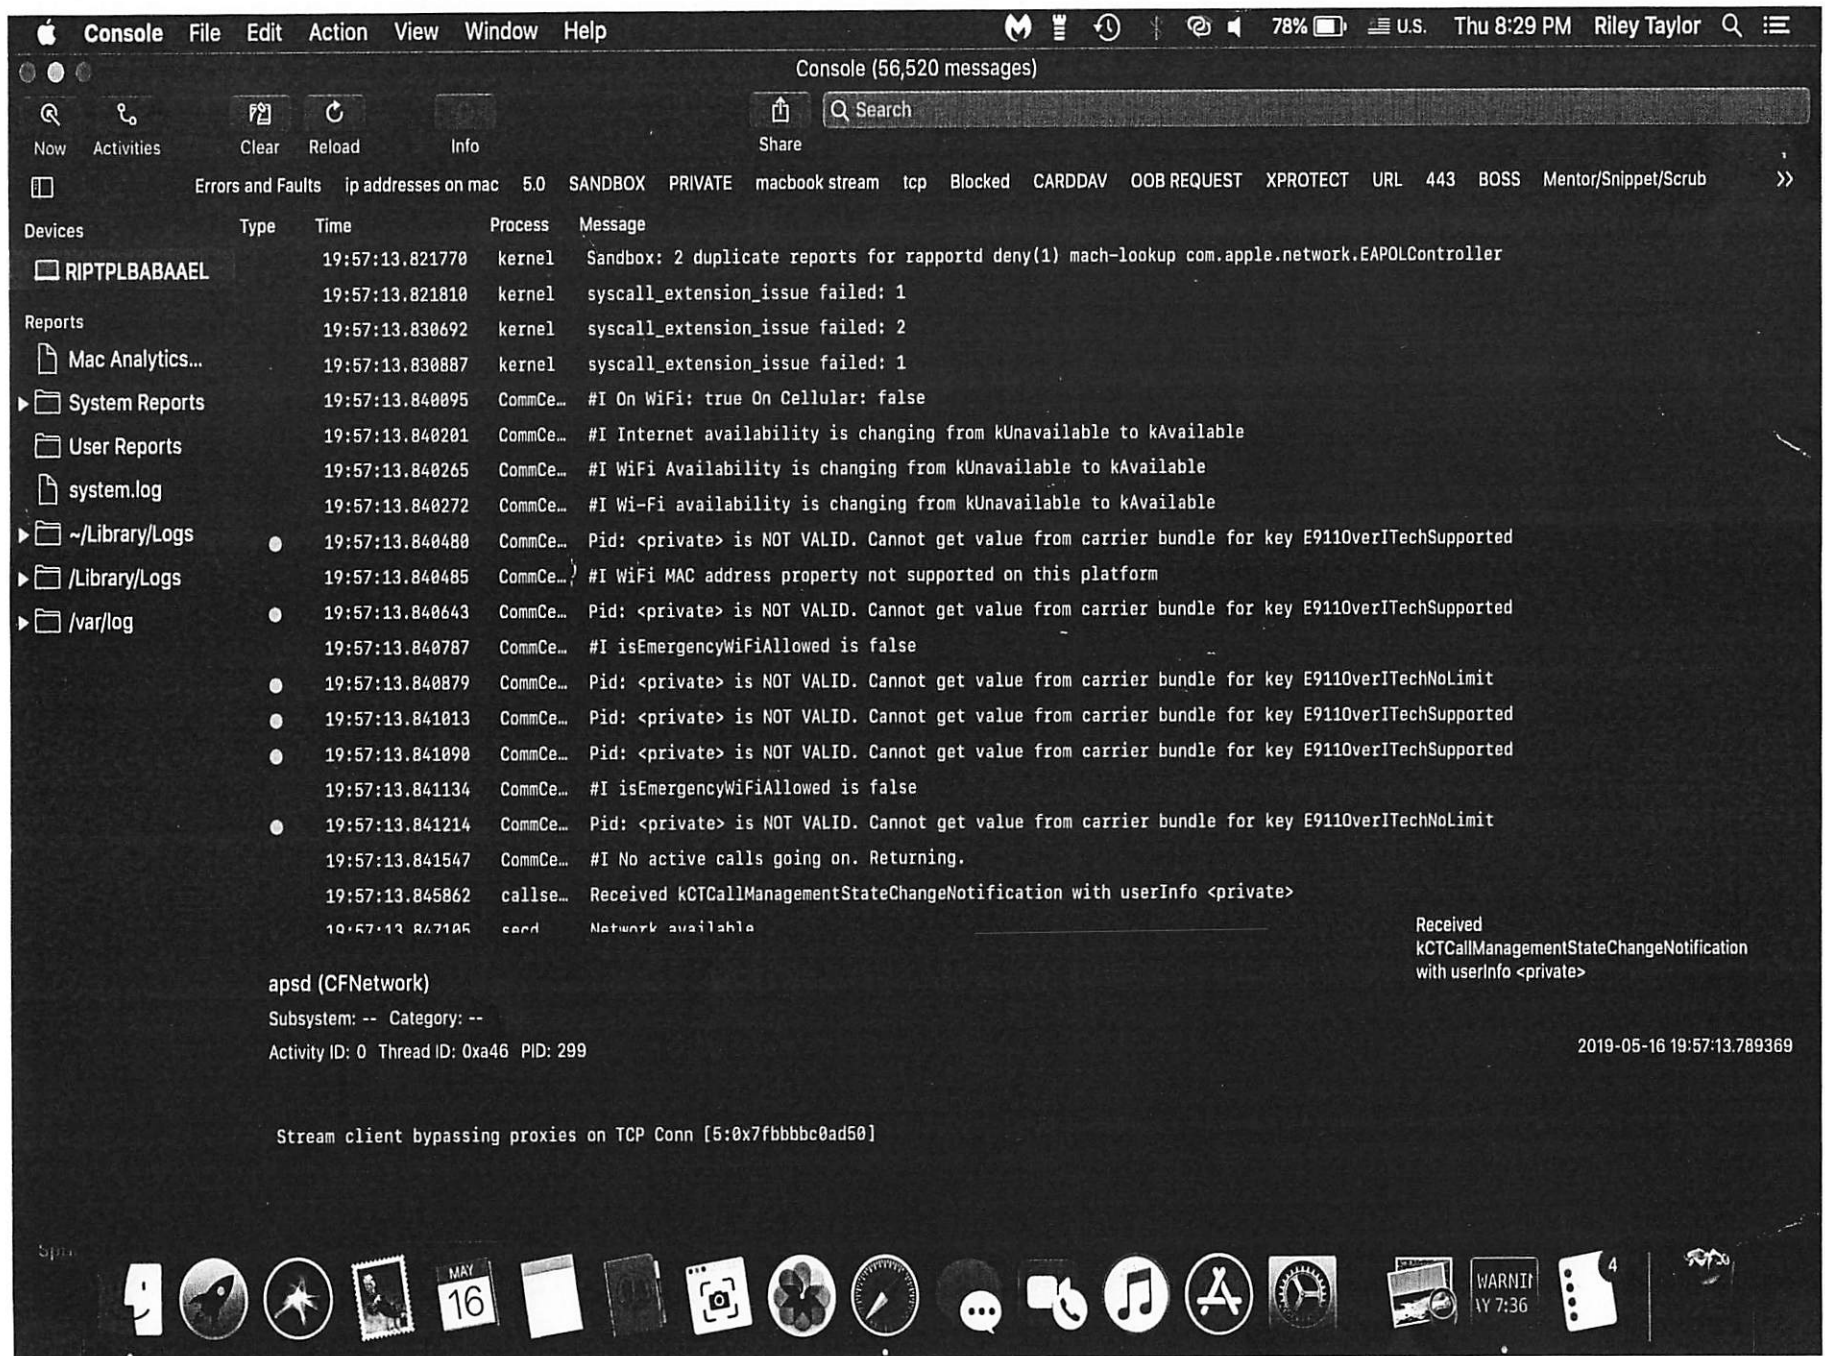 Console File Edit Action View Window Help 78% U.S. Thu 8:29 PM Riley Taylor
Console (56,520 messages)
Search
Now Activities Clear Reload Info Share
Errors and Faults ip addresses on mac 5.0 SANDBOX PRIVATE macbook stream tcp Blocked CARDDAV OOB REQUEST XPROTECT URL 443 BOSS Mentor/Snippet/Scrub >>
Devices
RIPTPLBABAAEL
Reports
Mac Analytics...
System Reports
User Reports
system.log
~/Library/Logs
/Library/Logs
/var/log
Type Time Process Message
19:57:13.821770 kernel Sandbox: 2 duplicate reports for rapportd deny(1) mach-lookup com.apple.network.EAPOLController
19:57:13.821810 kernel syscall_extension_issue failed: 1
19:57:13.830692 kernel syscall_extension_issue failed: 2
19:57:13.830887 kernel syscall_extension_issue failed: 1
19:57:13.840095 CommCe… #I On WiFi: true On Cellular: false
19:57:13.840201 CommCe… #I Internet availability is changing from kUnavailable to kAvailable
19:57:13.840265 CommCe… #I WiFi Availability is changing from kUnavailable to kAvailable
19:57:13.840272 CommCe… #I Wi-Fi availability is changing from kUnavailable to kAvailable
19:57:13.840480 CommCe… Pid: <private> is NOT VALID. Cannot get value from carrier bundle for key E911OverITechSupported
19:57:13.840485 CommCe… #I WiFi MAC address property not supported on this platform
19:57:13.840643 CommCe… Pid: <private> is NOT VALID. Cannot get value from carrier bundle for key E911OverITechSupported
19:57:13.840787 CommCe… #I isEmergencyWiFiAllowed is false
19:57:13.840879 CommCe… Pid: <private> is NOT VALID. Cannot get value from carrier bundle for key E911OverITechNoLimit
19:57:13.841013 CommCe… Pid: <private> is NOT VALID. Cannot get value from carrier bundle for key E911OverITechSupported
19:57:13.841090 CommCe… Pid: <private> is NOT VALID. Cannot get value from carrier bundle for key E911OverITechSupported
19:57:13.841134 CommCe… #I isEmergencyWiFiAllowed is false
19:57:13.841214 CommCe… Pid: <private> is NOT VALID. Cannot get value from carrier bundle for key E911OverITechNoLimit
19:57:13.841547 CommCe… #I No active calls going on. Returning.
19:57:13.845862 callse… Received kCTCallManagementStateChangeNotification with userInfo <private>
19:57:13.847105 secd Network available
Received
kCTCallManagementStateChangeNotification
with userInfo <private>
apsd (CFNetwork)
Subsystem: -- Category: --
Activity ID: 0 Thread ID: 0xa46 PID: 299
2019-05-16 19:57:13.789369
Stream client bypassing proxies on TCP Conn [5:0x7fbbbbc0ad50]
MAY
16
WARNIN
AY 7:36
4